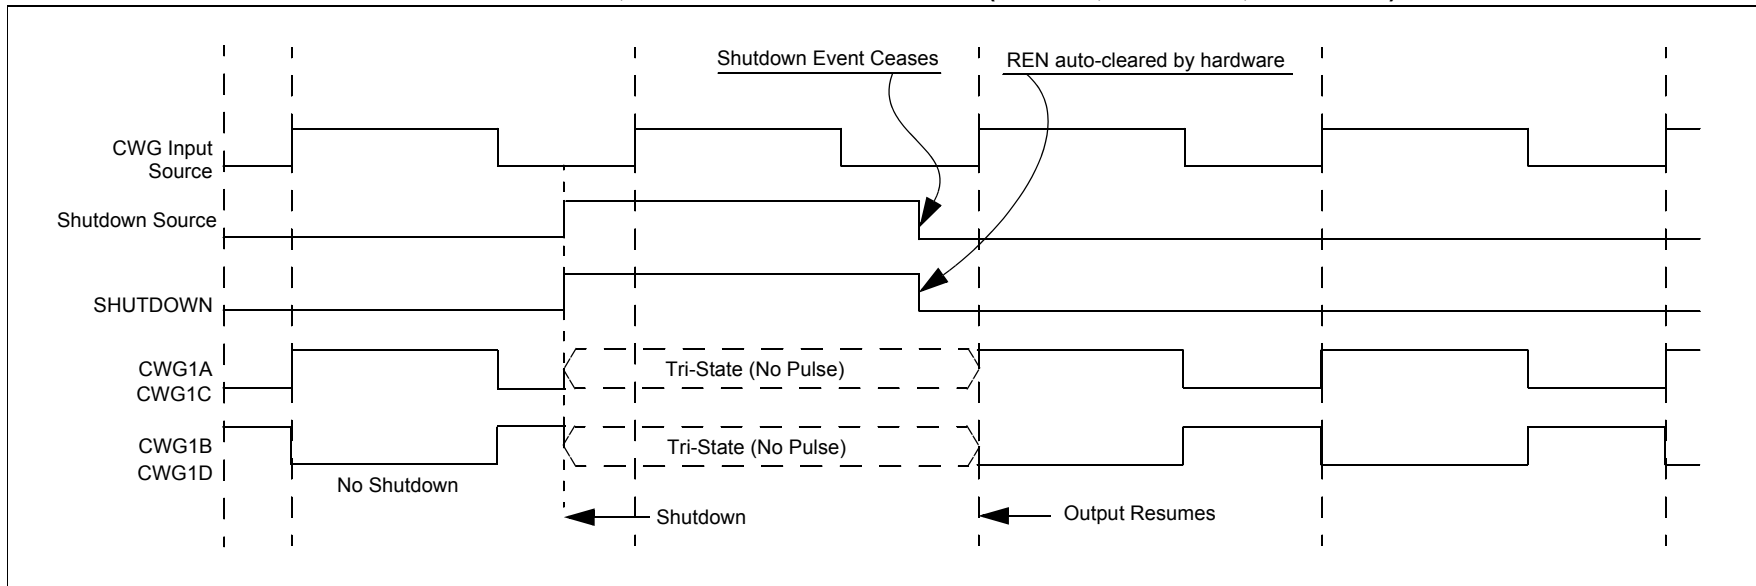 Shutdown Event Ceases
REN auto-cleared by hardware
CWG Input
Source
Shutdown Source
SHUTDOWN
CWG1A
CWG1C
Tri-State (No Pulse)
CWG1B
CWG1D
Tri-State (No Pulse)
No Shutdown
Shutdown
Output Resumes